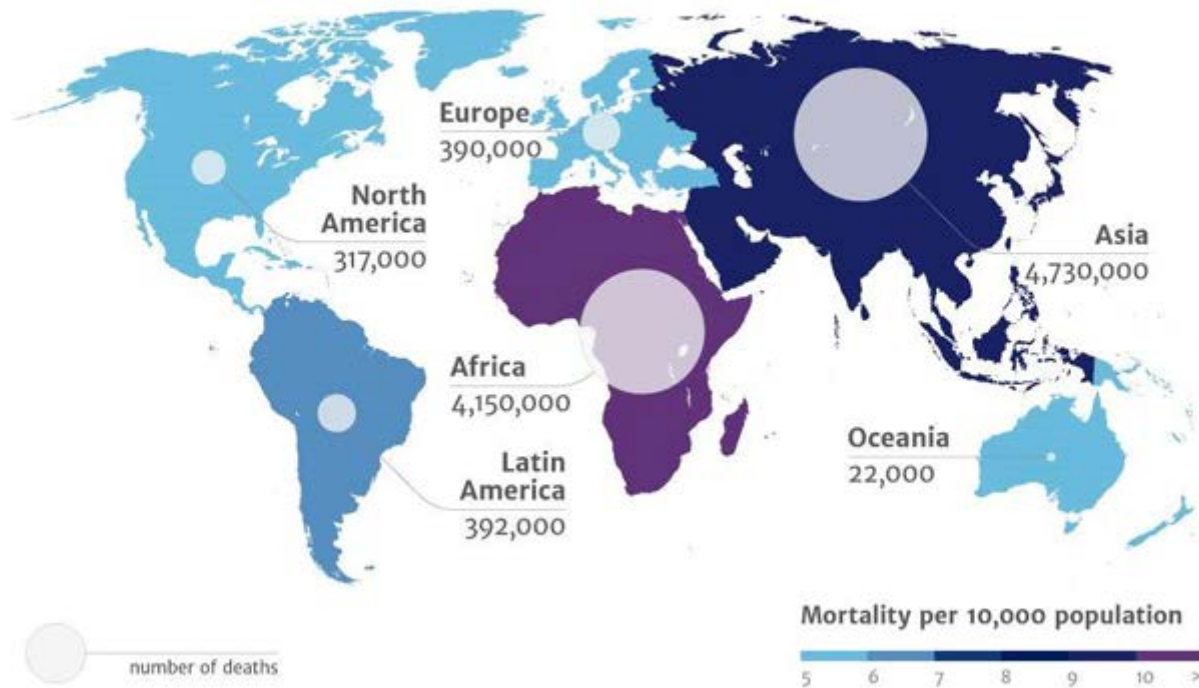 Europe
390,000
North
America
317,000
Asia
4,730,000
Africa
4,150,000
Latin
America
392,000
Oceania
22,000
Mortality per 10,000 population
5 6 7 8 9 10 >
number of deaths